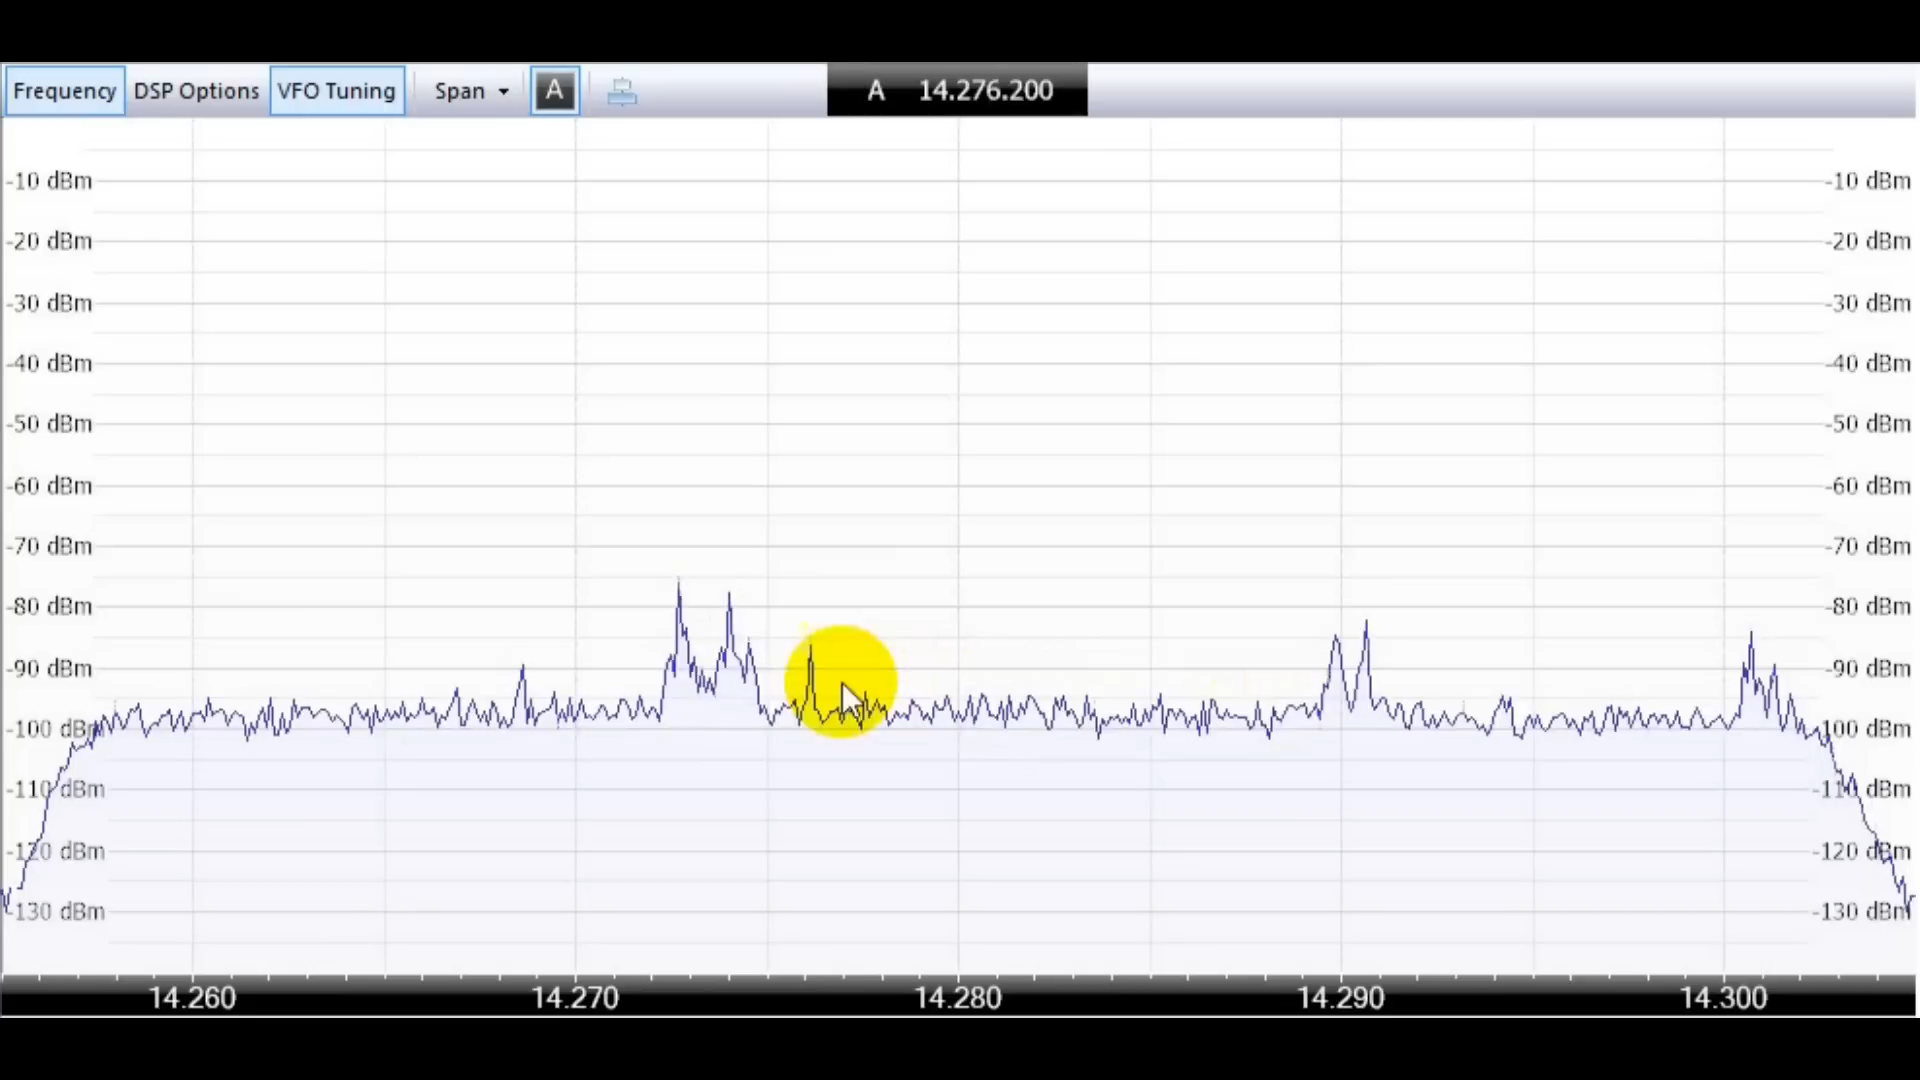 Frequency DSP Options VFO Tuning Span A A 14.276.200
-10 dBm -10 dBm
-20 dBm -20 dBm
-30 dBm -30 dBm
-40 dBm -40 dBm
-50 dBm -50 dBm
-60 dBm -60 dBm
-70 dBm -70 dBm
-80 dBm -80 dBm
-90 dBm -90 dBm
-100 dBm -100 dBm
-110 dBm -110 dBm
-120 dBm -120 dBm
-130 dBm -130 dBm
14.260 14.270 14.280 14.290 14.300